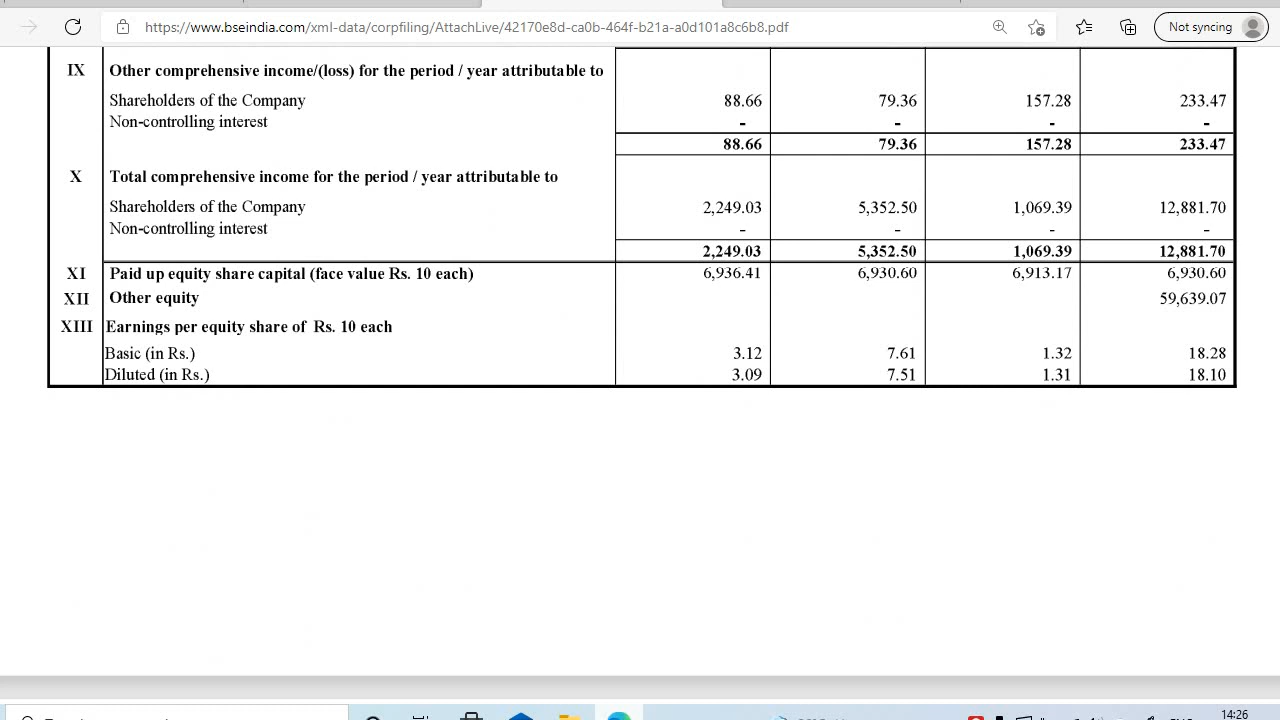 https://www.bseindia.com/xml-data/corpfiling/AttachLive/42170e8d-ca0b-464f-b21a-a0d101a8c6b8.pdf Not syncing
IX Other comprehensive income/(loss) for the period / year attributable to
Shareholders of the Company 88.66 79.36 157.28 233.47
Non-controlling interest - - - -
88.66 79.36 157.28 233.47
X Total comprehensive income for the period / year attributable to
Shareholders of the Company 2,249.03 5,352.50 1,069.39 12,881.70
Non-controlling interest - - - -
2,249.03 5,352.50 1,069.39 12,881.70
XI Paid up equity share capital (face value Rs. 10 each) 6,936.41 6,930.60 6,913.17 6,930.60
XII Other equity 59,639.07
XIII Earnings per equity share of Rs. 10 each
Basic (in Rs.) 3.12 7.61 1.32 18.28
Diluted (in Rs.) 3.09 7.51 1.31 18.10
14:26